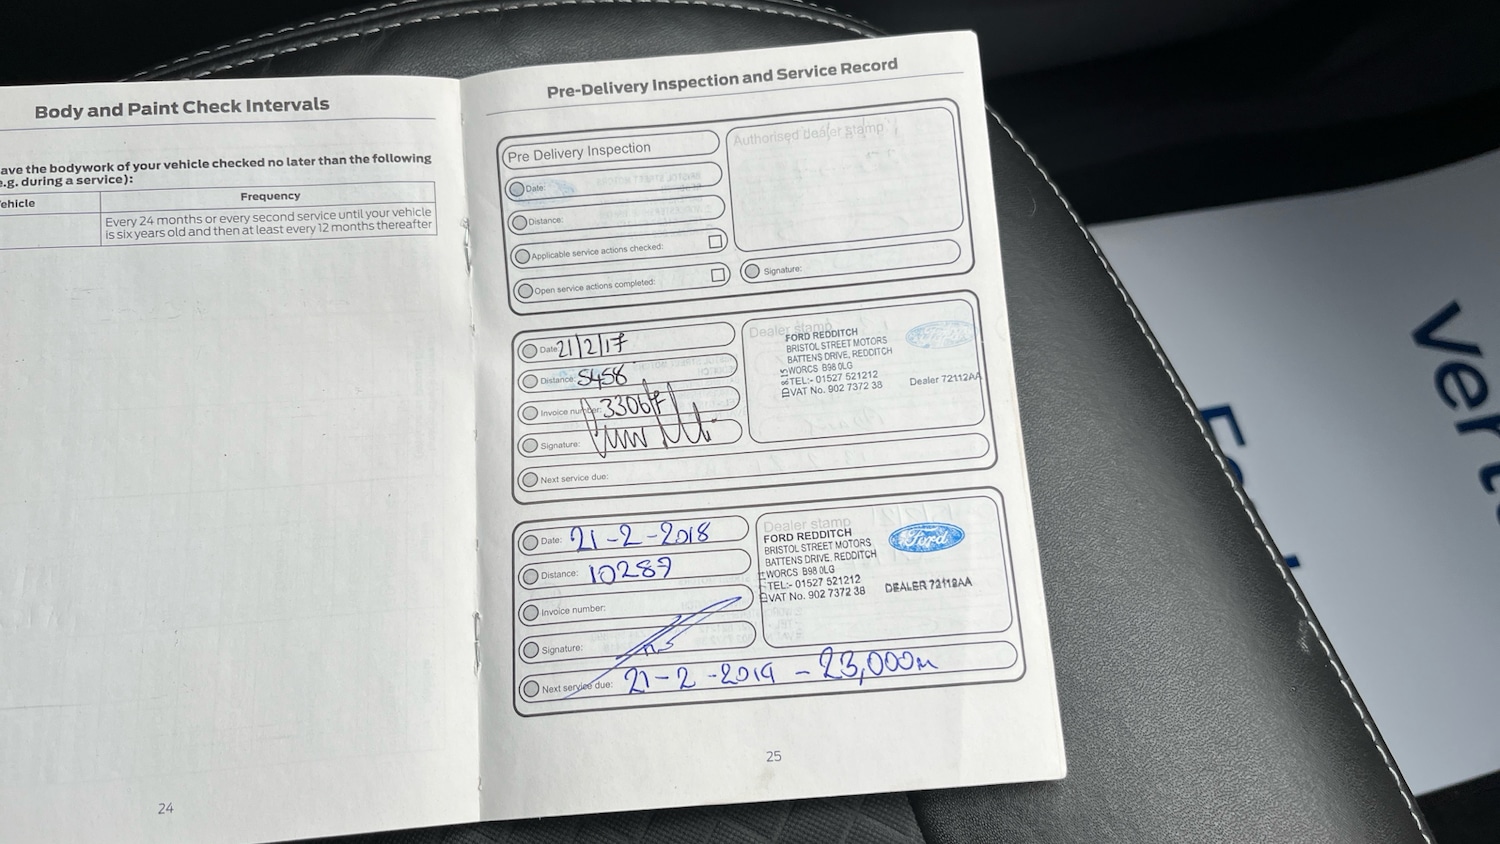 Body and Paint Check Intervals
ave the bodywork of your vehicle checked no later than the following
e.g. during a service):
ehicle
Frequency
Every 24 months or every second service until your vehicle
is six years old and then at least every 12 months thereafter
24
Pre-Delivery Inspection and Service Record
Pre Delivery Inspection
Date:
Distance:
Applicable service actions checked:
Open service actions completed:
Authorised dealer stamp
Signature:
Date: 21/2/17
Distance: 5458
Invoice number: 33067
Signature:
Next service due:
Dealer stamp
FORD REDDITCH
BRISTOL STREET MOTORS
BATTENS DRIVE, REDDITCH
WORCS B98 0LG
TEL:- 01527 521212
VAT No. 902 7372 38
Dealer 72112AA
Date: 21-2-2018
Distance: 10289
Invoice number:
Signature:
Next service due: 21-2-2019 - 23,000m
Dealer stamp
FORD REDDITCH
BRISTOL STREET MOTORS
BATTENS DRIVE, REDDITCH
WORCS B98 0LG
TEL:- 01527 521212
VAT No. 902 7372 38
Ford
DEALER 72112AA
25
Vert